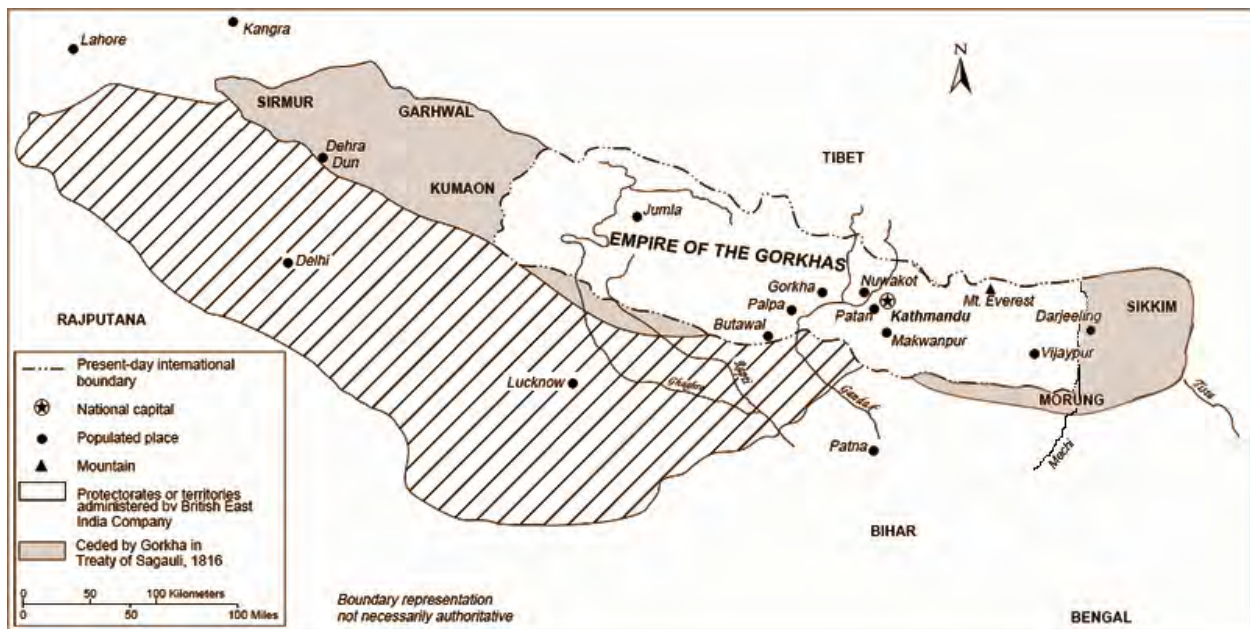 Lahore
Kangra
N
SIRMUR
GARHWAL
Dehra
Dun
KUMAON
TIBET
Jumla
EMPIRE OF THE GORKHAS
Delhi
Gorkha
Nuwakot
Palpa
Patan
Kathmandu
Mt. Everest
Darjeeling
SIKKIM
RAJPUTANA
Butawal
Makwanpur
Vijaypur
Lucknow
Ghaghra
Rapti
Gandak
MORUNG
Tista
Mechi
Patna
BIHAR
BENGAL
Present-day international
boundary
National capital
Populated place
Mountain
Protectorates or territories
administered by British East
India Company
Ceded by Gorkha in
Treaty of Sagauli, 1816
0 50 100 Kilometers
0 50 100 Miles
Boundary representation
not necessarily authoritative